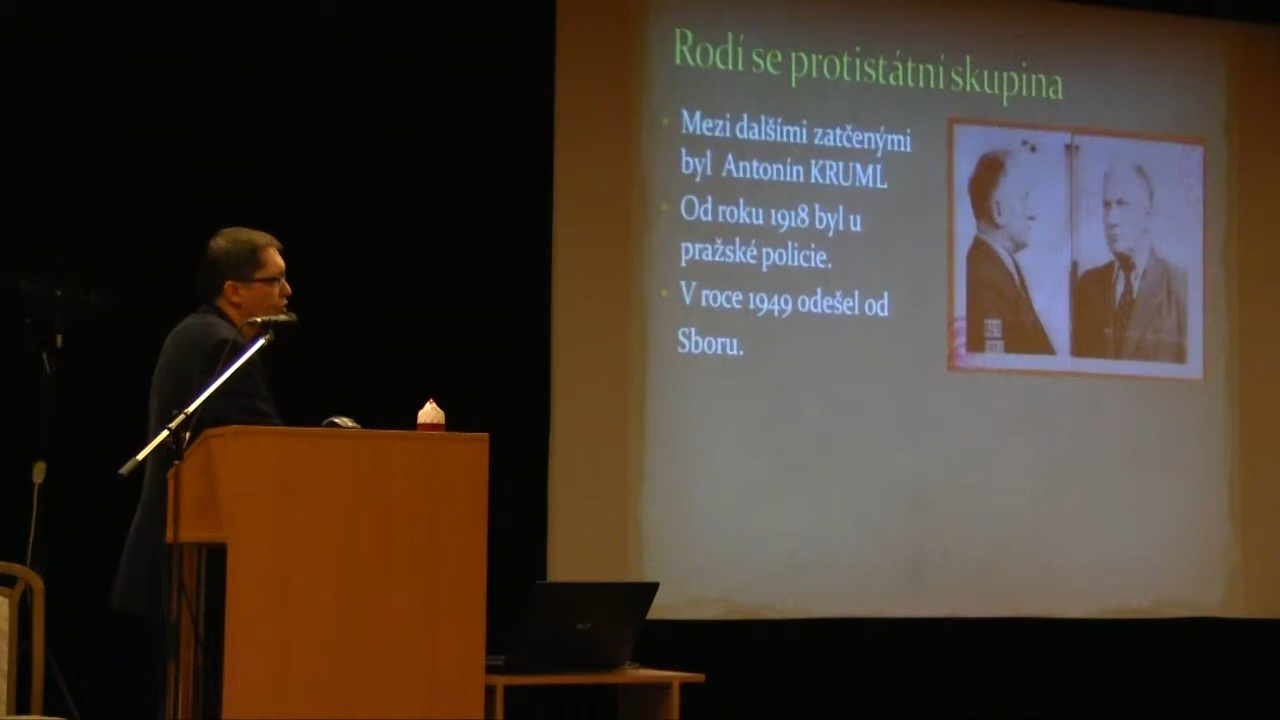 Rodí se protistátní skupina
Mezi dalšími zatčenými
byl Antonín KRUML
Od roku 1918 byl u
pražské policie.
V roce 1949 odešel od
Sboru.